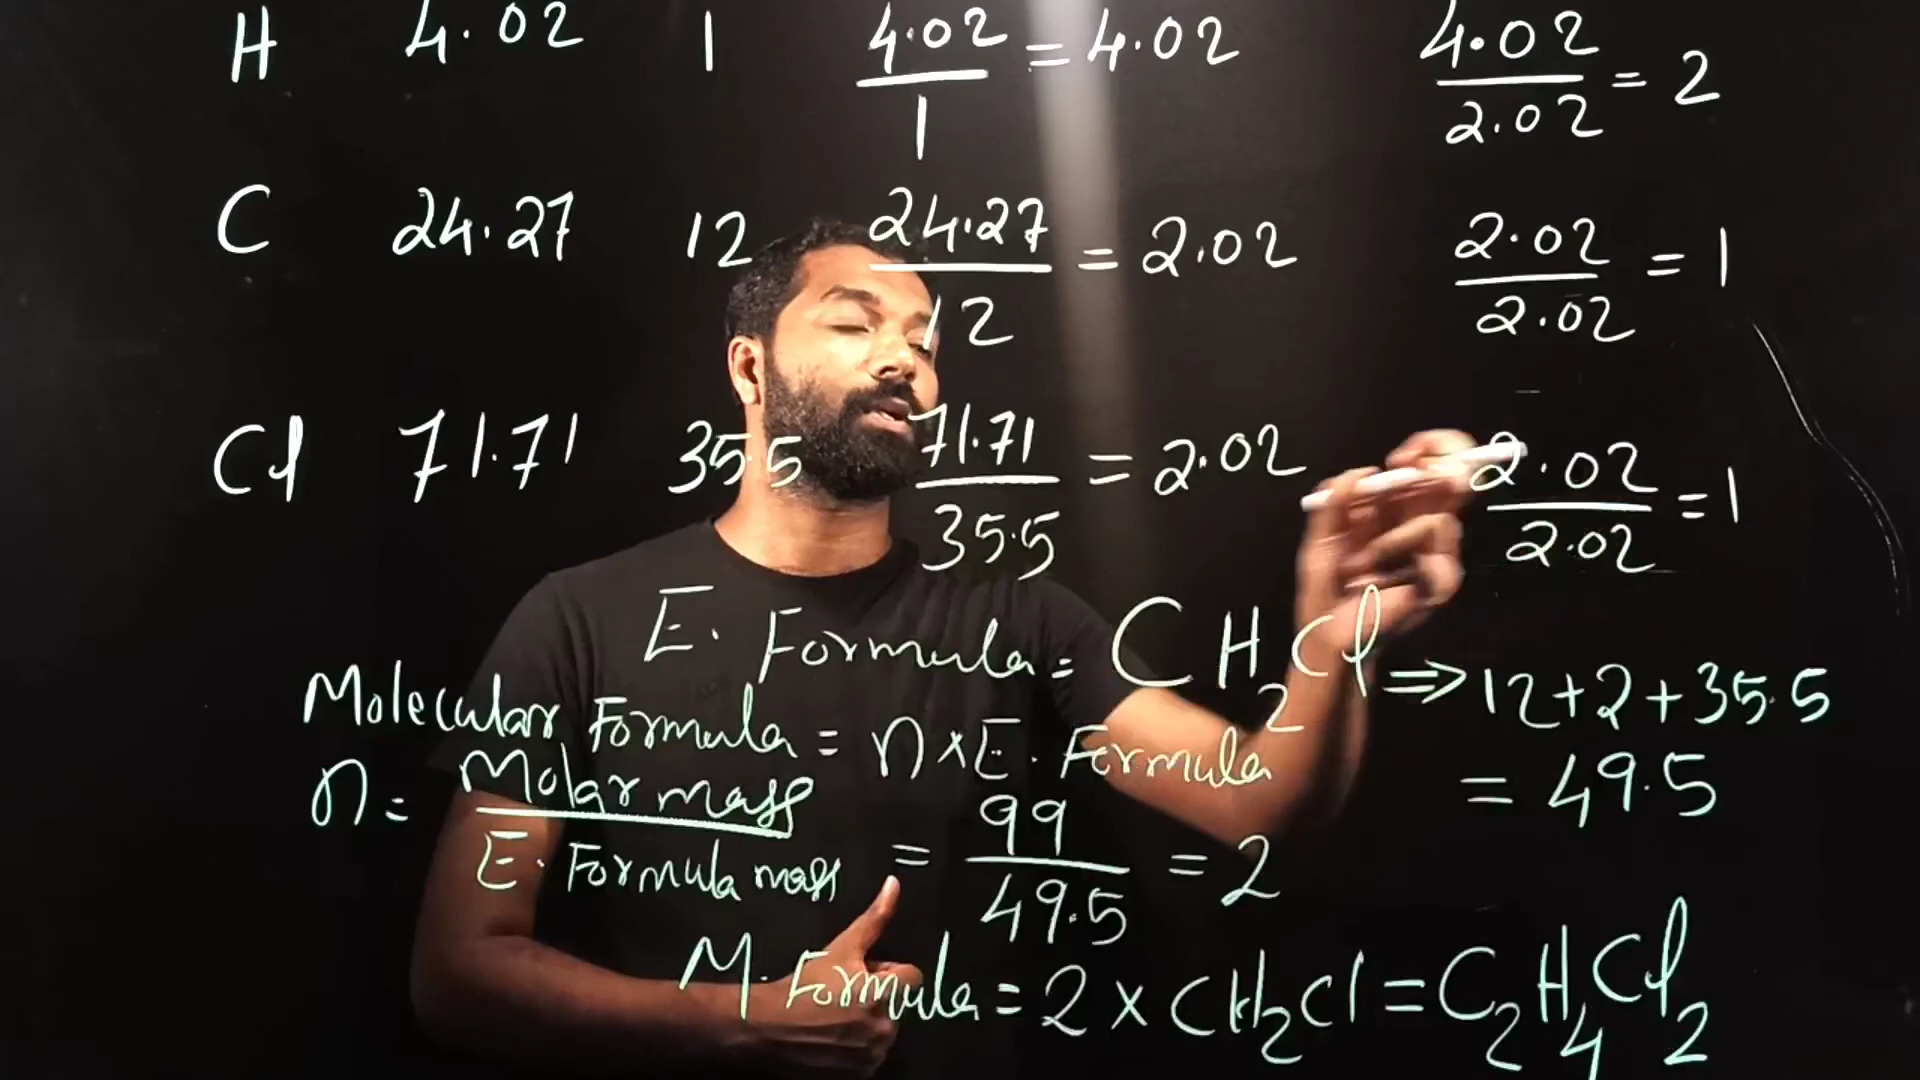 H 4.02 1 4.02/1 = 4.02 4.02/2.02 = 2
C 24.27 12 24.27/12 = 2.02 2.02/2.02 = 1
Cl 71.71 35.5 71.71/35.5 = 2.02 2.02/2.02 = 1
E. Formula = CH₂Cl ⇒ 12+2+35.5
= 49.5
Molecular Formula = n×E. Formula
n = Molar mass/E. Formula mass = 99/49.5 = 2
M. Formula = 2 × CH₂Cl = C₂H₄Cl₂